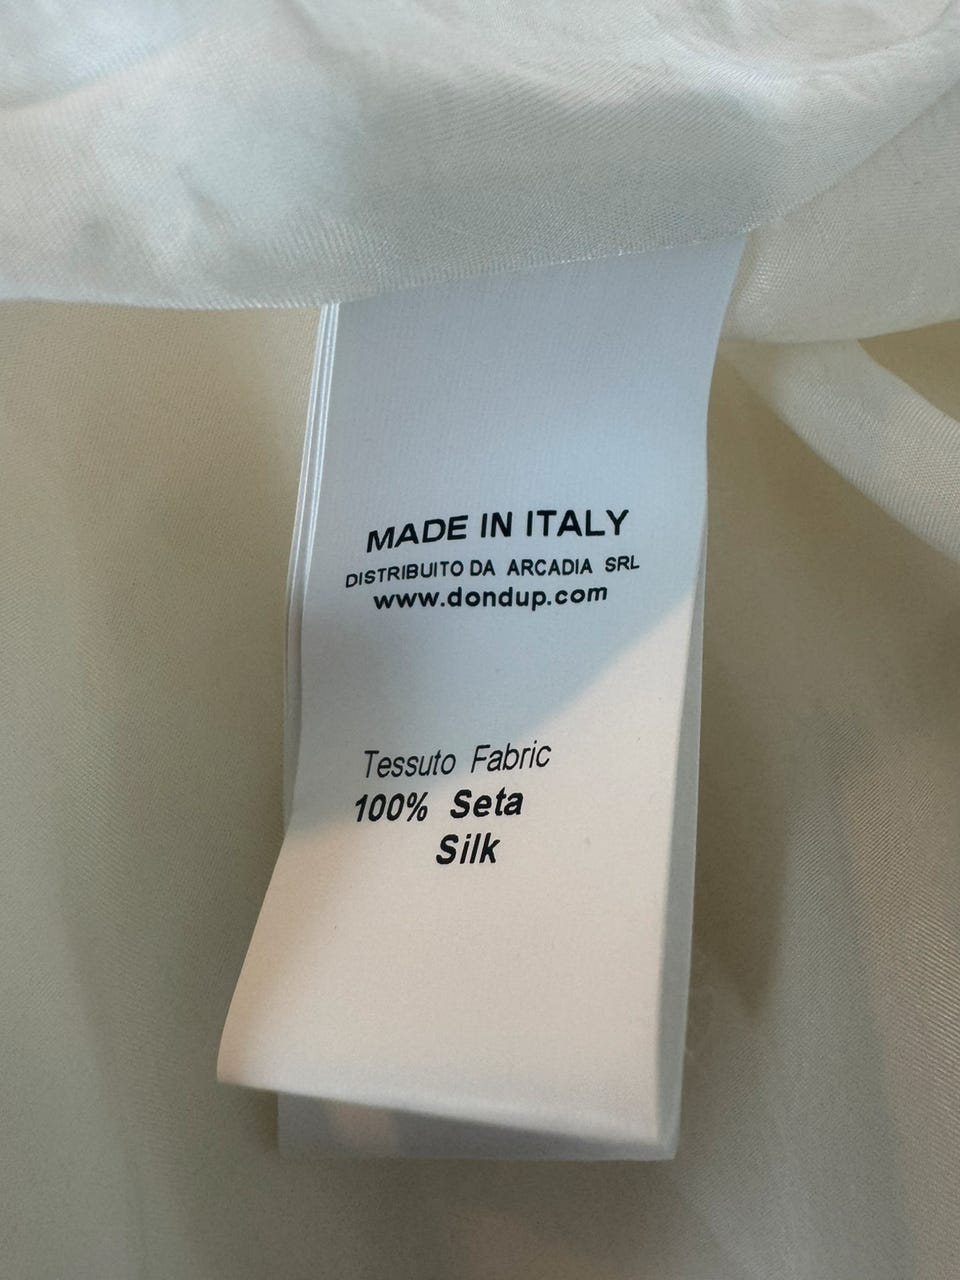 MADE IN ITALY
DISTRIBUITO DA ARCADIA SRL
www.dondup.com
Tessuto Fabric
100% Seta
Silk